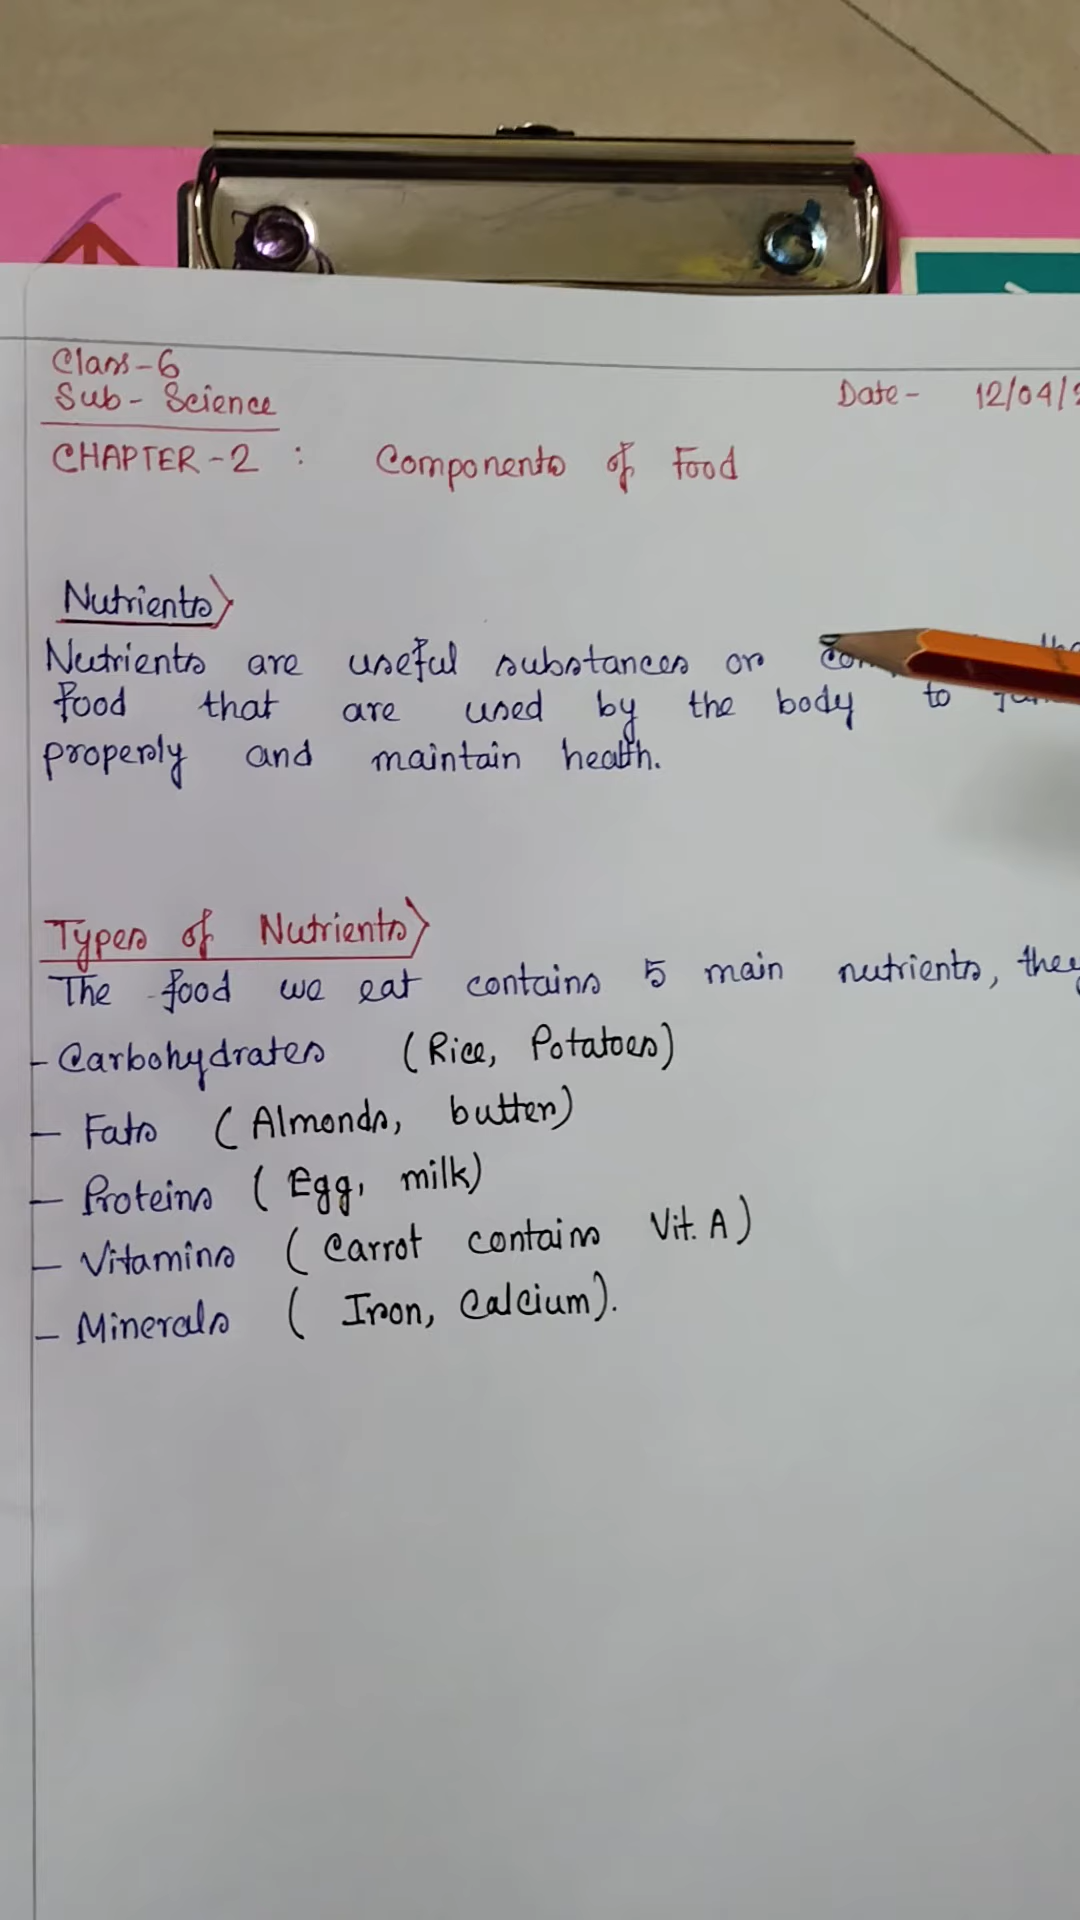 Class-6
Sub- Science
Date- 12/04/
CHAPTER-2 : Components of Food
Nutrients
Nutrients are useful substances or
food that are used by the body to
properly and maintain health.
Types of Nutrients
The food we eat contains 5 main nutrients, they
- Carbohydrates (Rice, Potatoes)
- Fats (Almonds, butter)
- Proteins (Egg, milk)
- Vitamins (Carrot contains Vit. A)
- Minerals (Iron, Calcium).